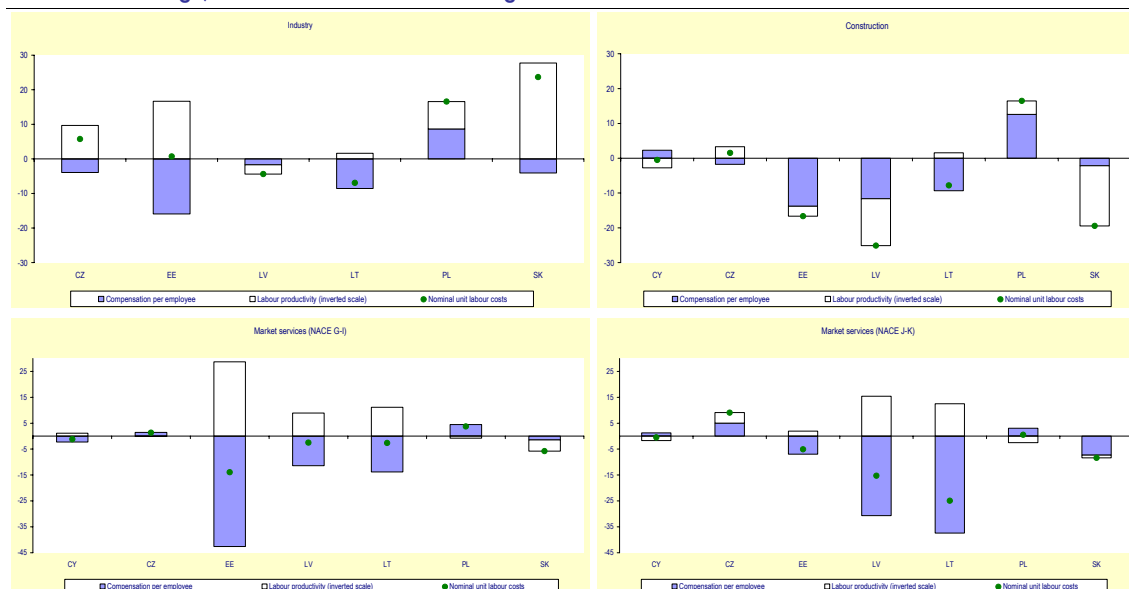 Industry
30
20
10
0
-10
-20
-30
CZ EE LV LT PL SK
Compensation per employee Labour productivity (inverted scale) Nominal unit labour costs
Construction
30
20
10
0
-10
-20
-30
CY CZ EE LV LT PL SK
Compensation per employee Labour productivity (inverted scale) Nominal unit labour costs
Market services (NACE G-I)
25
15
5
-5
-15
-25
-35
-45
CY CZ EE LV LT PL SK
Compensation per employee Labour productivity (inverted scale) Nominal unit labour costs
Market services (NACE J-K)
25
15
5
-5
-15
-25
-35
-45
CY CZ EE LV LT PL SK
Compensation per employee Labour productivity (inverted scale) Nominal unit labour costs